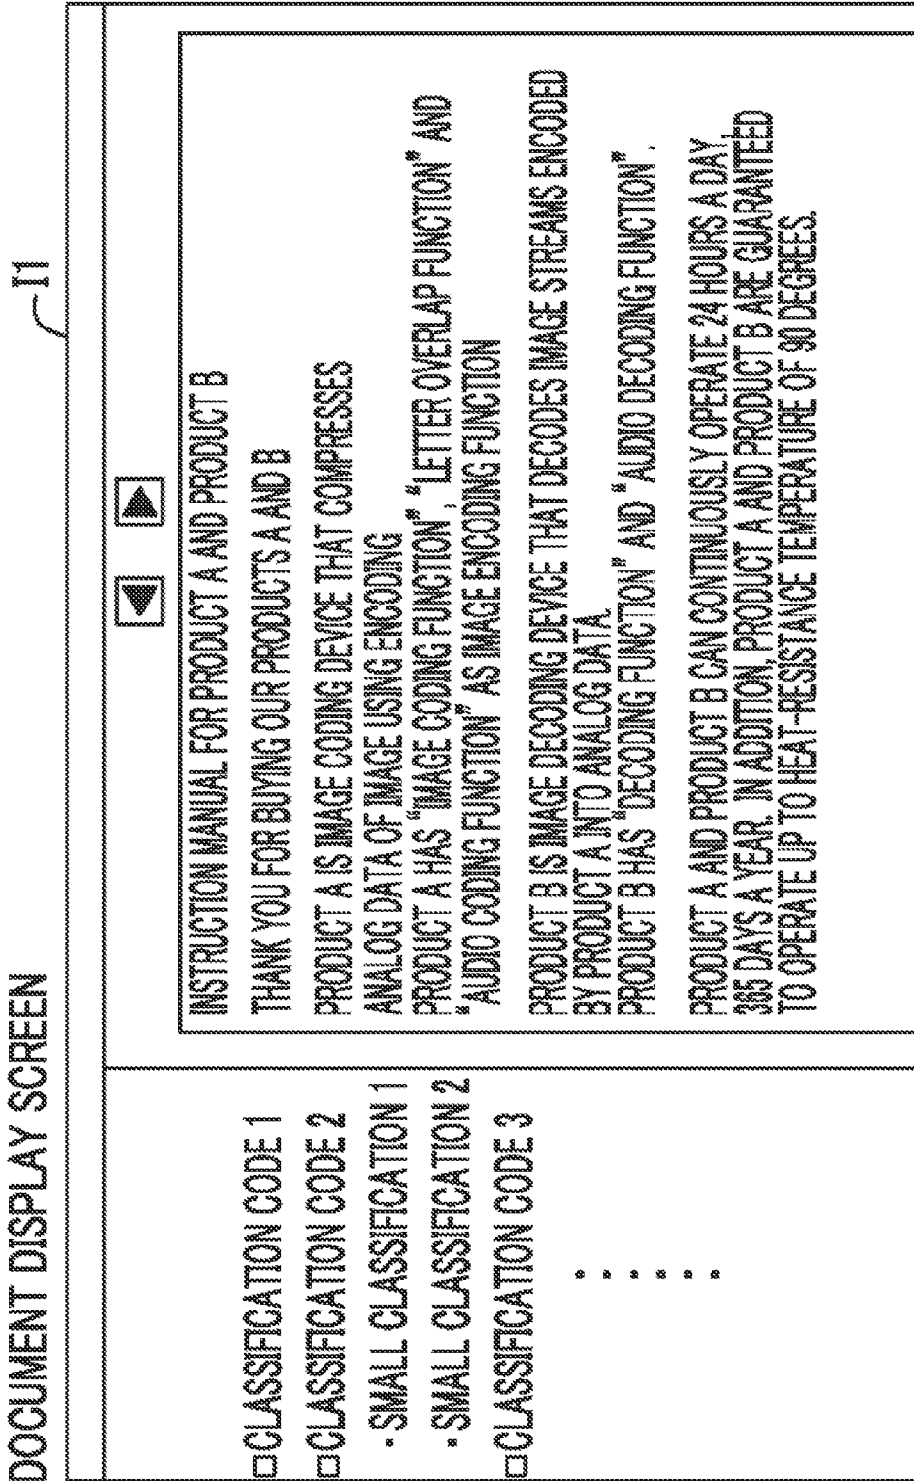 DOCUMENT DISPLAY SCREEN
I1
◀ ▶
□CLASSIFICATION CODE 1
□CLASSIFICATION CODE 2
・SMALL CLASSIFICATION 1
・SMALL CLASSIFICATION 2
□CLASSIFICATION CODE 3
・・・・・・
INSTRUCTION MANUAL FOR PRODUCT A AND PRODUCT B
THANK YOU FOR BUYING OUR PRODUCTS A AND B
PRODUCT A IS IMAGE CODING DEVICE THAT COMPRESSES
ANALOG DATA OF IMAGE USING ENCODING
PRODUCT A HAS "IMAGE CODING FUNCTION", "LETTER OVERLAP FUNCTION" AND
"AUDIO CODING FUNCTION" AS IMAGE ENCODING FUNCTION
PRODUCT B IS IMAGE DECODING DEVICE THAT DECODES IMAGE STREAMS ENCODED
BY PRODUCT A INTO ANALOG DATA.
PRODUCT B HAS "DECODING FUNCTION" AND "AUDIO DECODING FUNCTION".
PRODUCT A AND PRODUCT B CAN CONTINUOUSLY OPERATE 24 HOURS A DAY,
365 DAYS A YEAR. IN ADDITION, PRODUCT A AND PRODUCT B ARE GUARANTEED
TO OPERATE UP TO HEAT-RESISTANCE TEMPERATURE OF 90 DEGREES.